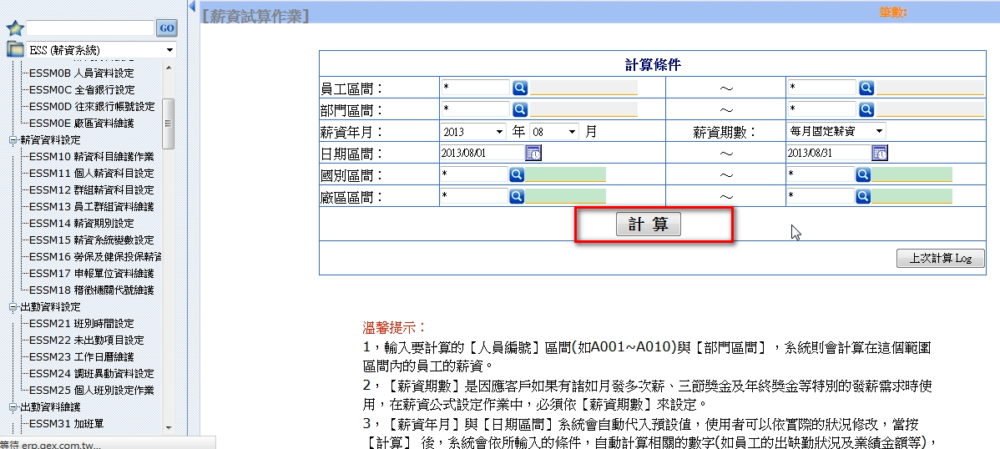 [薪資試算作業]
筆數:
GO
ESS (薪資系統)
ESSM0B 人員資料設定
ESSM0C 全省銀行設定
ESSM0D 往來銀行帳號設定
ESSM0E 廠區資料維護
薪資資料設定
ESSM10 薪資科目維護作業
ESSM11 個人薪資科目設定
ESSM12 群組薪資科目設定
ESSM13 員工群組資料維護
ESSM14 薪資期別設定
ESSM15 薪資系統變數設定
ESSM16 勞保及健保投保薪資
ESSM17 申報單位資料維護
ESSM18 稽徵機關代號維護
出勤資料設定
ESSM21 班別時間設定
ESSM22 未出勤項目設定
ESSM23 工作日曆維護
ESSM24 調班異動資料設定
ESSM25 個人班別設定作業
出勤資料維護
ESSM31 加班單
等待 erp.gex.com.tw...
計算條件
員工區間： * ～ *
部門區間： * ～ *
薪資年月： 2013 年 08 月 薪資期數： 每月固定薪資
日期區間： 2013/08/01 ～ 2013/08/31
國別區間： * ～ *
廠區區間： * ～ *
計 算
上次計算 Log
溫馨提示：
1，輸入要計算的【人員編號】區間(如A001~A010)與【部門區間】，系統則會計算在這個範圍
區間內的員工的薪資。
2，【薪資期數】是因應客戶如果有諸如月發多次薪、三節獎金及年終獎金等特別的發薪需求時使
用，在薪資公式設定作業中，必須依【薪資期數】來設定。
3，【薪資年月】與【日期區間】系統會自動代入預設值，使用者可以依實際的狀況修改，當按
【計算】 後，系統會依所輸入的條件，自動計算相關的數字(如員工的出缺勤狀況及業績金額等)，